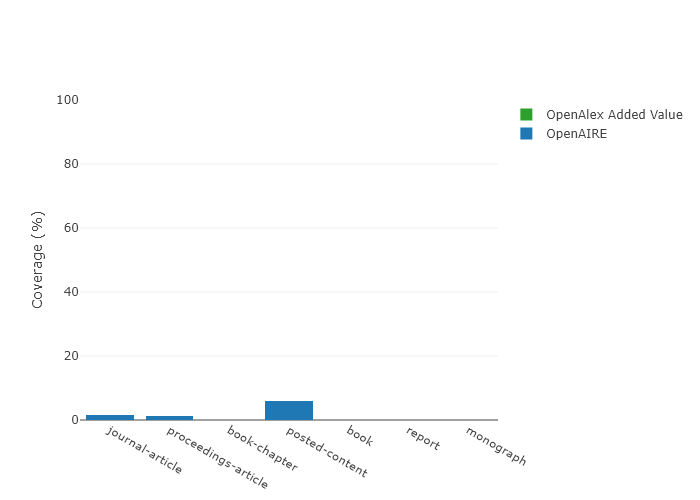 100
80
60
40
20
0
Coverage (%)
journal-article
proceedings-article
book-chapter
posted-content
book
report
monograph
OpenAlex Added Value
OpenAIRE